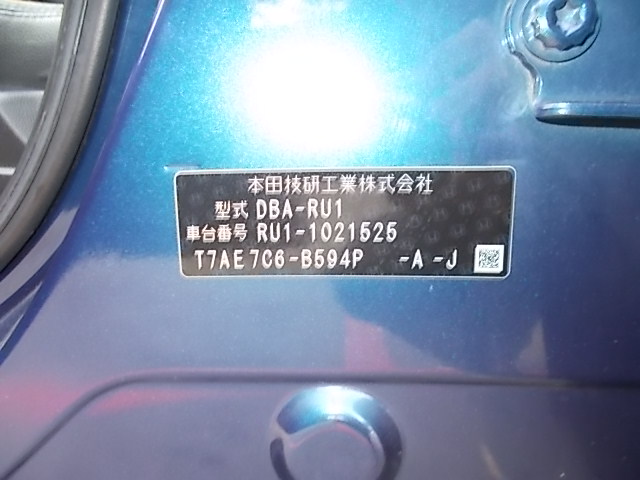 本田技研工業株式会社
型式 DBA-RU1
車台番号 RU1-1021525
T7AE7C6-B594P -A -J